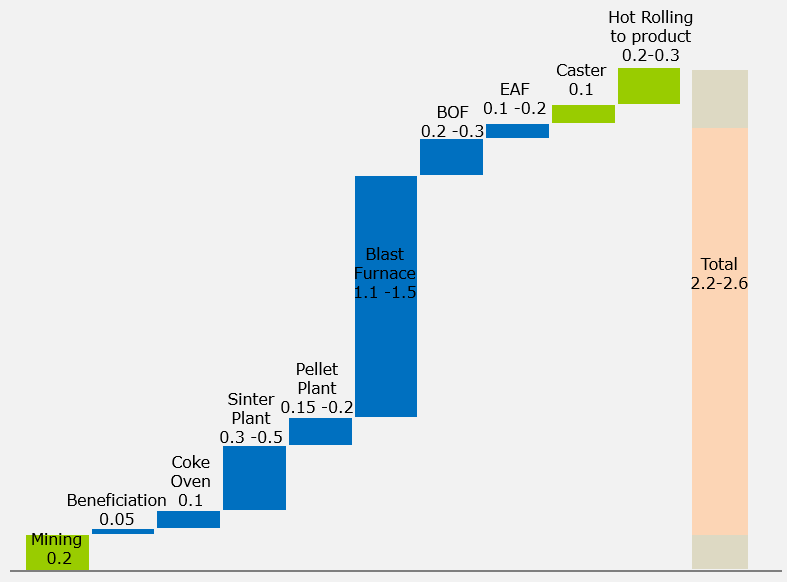 Hot Rolling
to product
0.2-0.3
Caster
0.1
EAF
0.1 -0.2
BOF
0.2 -0.3
Blast
Furnace
1.1 -1.5
Total
2.2-2.6
Pellet
Plant
0.15 -0.2
Sinter
Plant
0.3 -0.5
Coke
Oven
0.1
Beneficiation
0.05
Mining
0.2